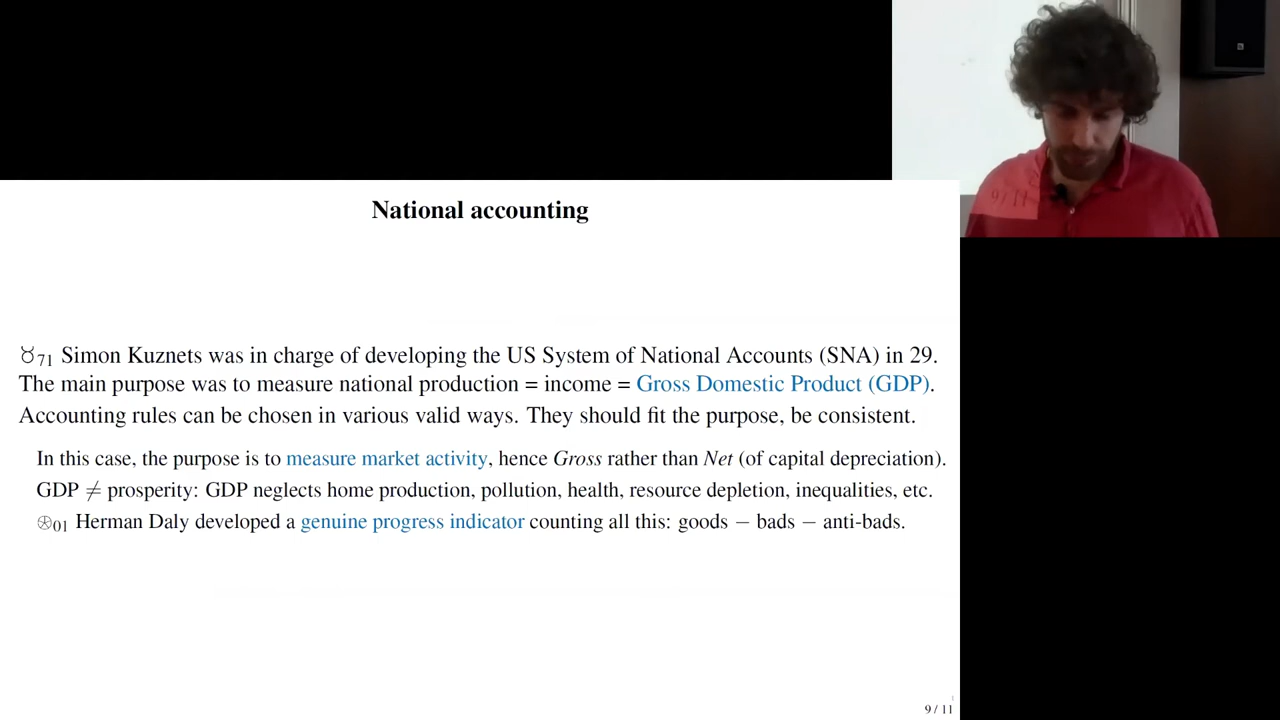 National accounting
♉71 Simon Kuznets was in charge of developing the US System of National Accounts (SNA) in 29.
The main purpose was to measure national production = income = Gross Domestic Product (GDP).
Accounting rules can be chosen in various valid ways. They should fit the purpose, be consistent.
In this case, the purpose is to measure market activity, hence Gross rather than Net (of capital depreciation).
GDP ≠ prosperity: GDP neglects home production, pollution, health, resource depletion, inequalities, etc.
⊛01 Herman Daly developed a genuine progress indicator counting all this: goods − bads − anti-bads.
9 / 11
9/11